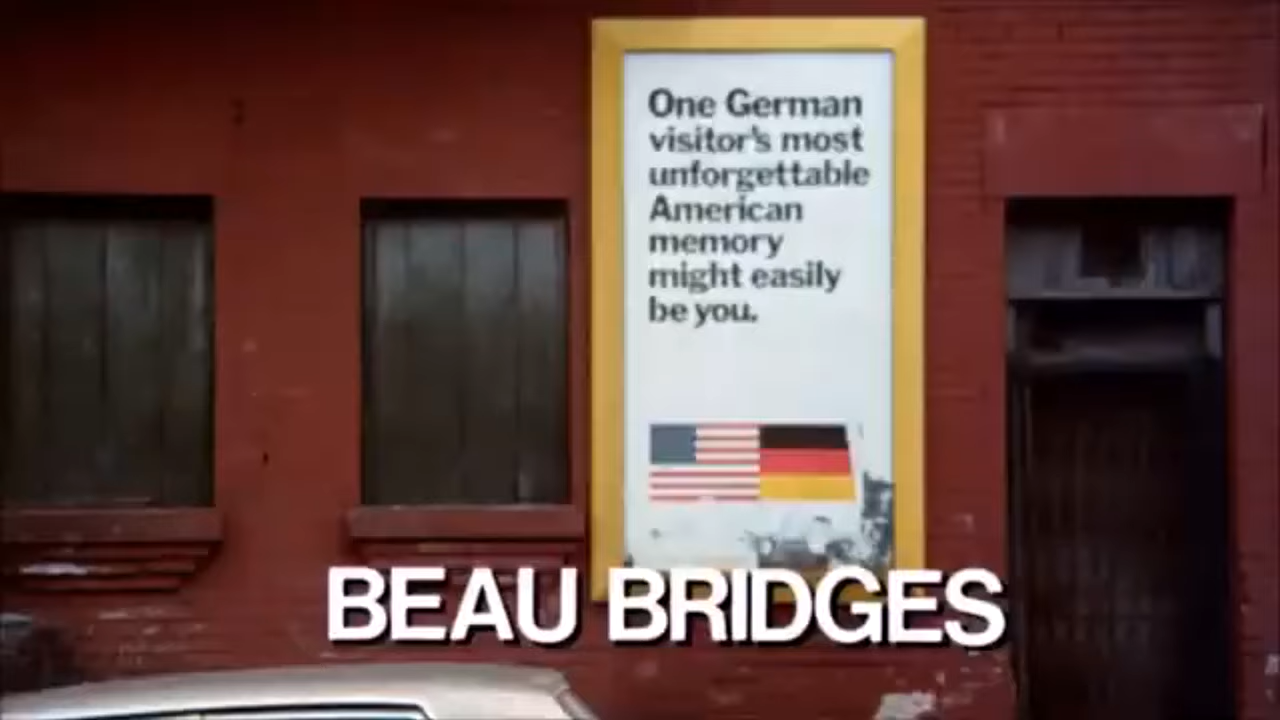 One German
visitor's most
unforgettable
American
memory
might easily
be you.
BEAU BRIDGES